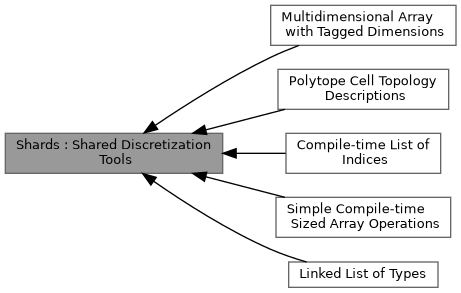 Multidimensional Array
with Tagged Dimensions
Polytope Cell Topology
Descriptions
Shards : Shared Discretization
Tools
Compile-time List of
Indices
Simple Compile-time
Sized Array Operations
Linked List of Types